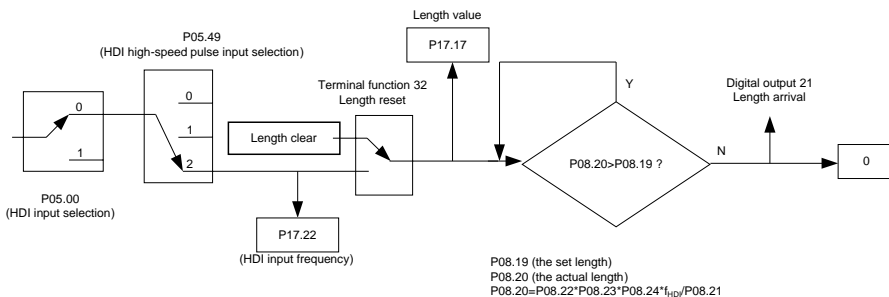 Length value
P17.17
P05.49
(HDI high-speed pulse input selection)
0
1
2
0
1
P05.00
(HDI input selection)
Terminal function 32
Length reset
Length clear
P17.22
(HDI input frequency)
Y
P08.20>P08.19 ?
N
Digital output 21
Length arrival
0
P08.19 (the set length)
P08.20 (the actual length)
P08.20=P08.22*P08.23*P08.24*fHDI/P08.21